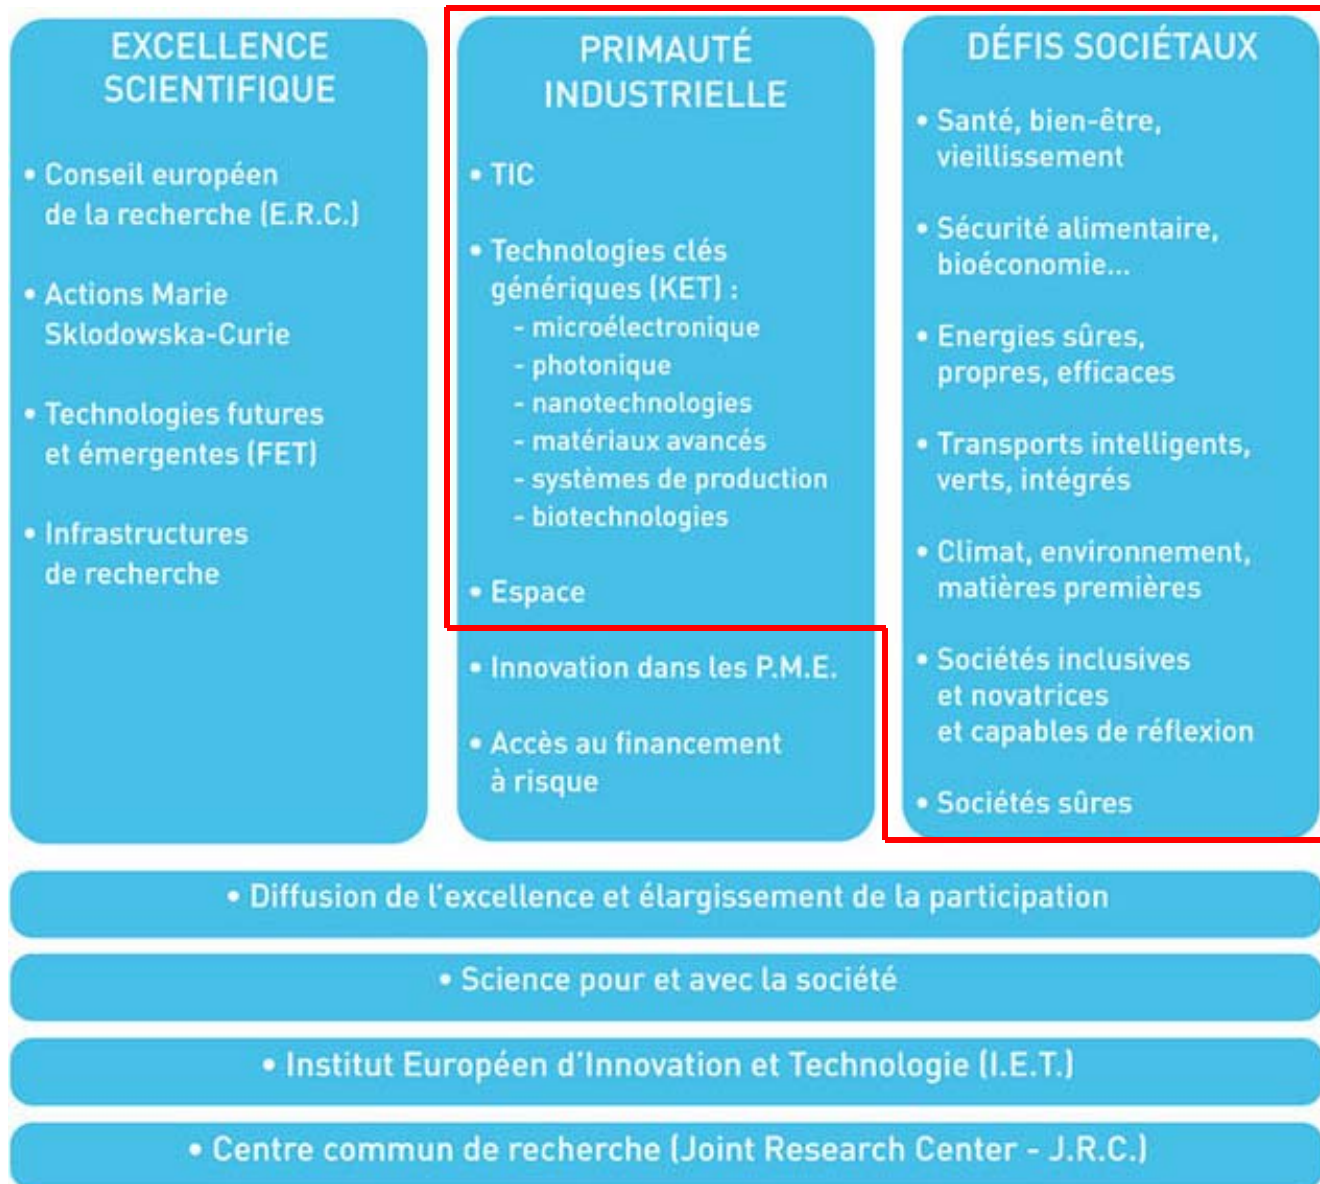 EXCELLENCE
SCIENTIFIQUE
• Conseil européen
de la recherche (E.R.C.)
• Actions Marie
Sklodowska-Curie
• Technologies futures
et émergentes (FET)
• Infrastructures
de recherche
PRIMAUTÉ
INDUSTRIELLE
• TIC
• Technologies clés
génériques (KET) :
- microélectronique
- photonique
- nanotechnologies
- matériaux avancés
- systèmes de production
- biotechnologies
• Espace
• Innovation dans les P.M.E.
• Accès au financement
à risque
DÉFIS SOCIÉTAUX
• Santé, bien-être,
vieillissement
• Sécurité alimentaire,
bioéconomie...
• Energies sûres,
propres, efficaces
• Transports intelligents,
verts, intégrés
• Climat, environnement,
matières premières
• Sociétés inclusives
et novatrices
et capables de réflexion
• Sociétés sûres
• Diffusion de l'excellence et élargissement de la participation
• Science pour et avec la société
• Institut Européen d'Innovation et Technologie (I.E.T.)
• Centre commun de recherche (Joint Research Center - J.R.C.)